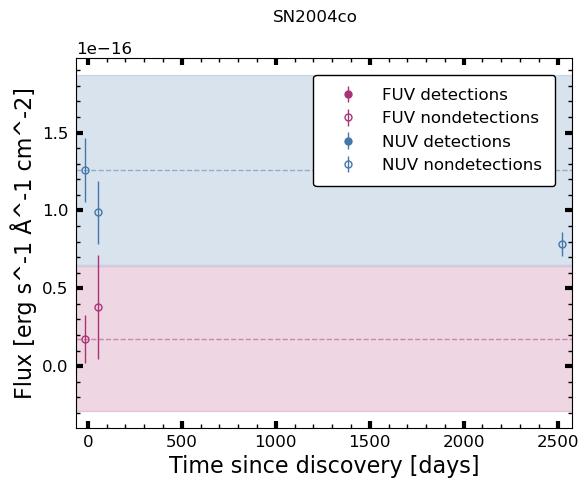 SN2004co
1e−16
FUV detections
FUV nondetections
NUV detections
NUV nondetections
1.5
1.0
0.5
0.0
Flux [erg s^-1 Å^-1 cm^-2]
0 500 1000 1500 2000 2500
Time since discovery [days]